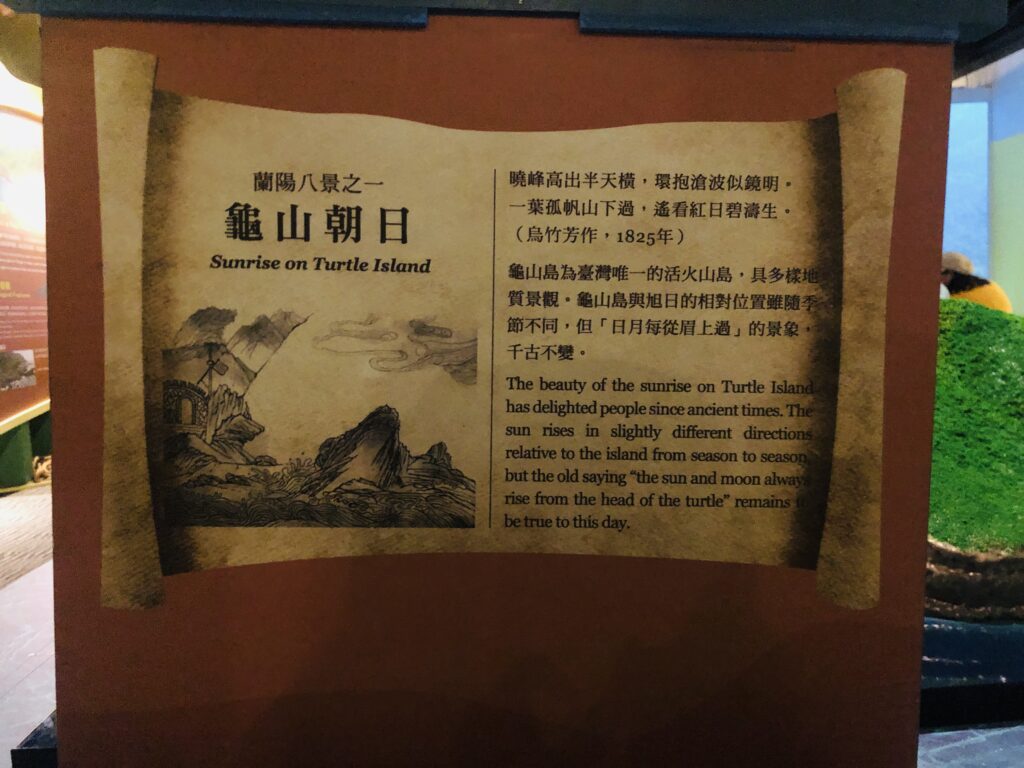 蘭陽八景之一
龜山朝日
Sunrise on Turtle Island
曉峰高出半天橫，環抱滄波似鏡明。
一葉孤帆山下過，遙看紅日碧濤生。
（烏竹芳作，1825年）
龜山島為臺灣唯一的活火山島，具多樣地
質景觀。龜山島與旭日的相對位置雖隨季
節不同，但「日月每從眉上過」的景象，
千古不變。
The beauty of the sunrise on Turtle Island
has delighted people since ancient times. The
sun rises in slightly different directions
relative to the island from season to season,
but the old saying “the sun and moon always
rise from the head of the turtle” remains to
be true to this day.